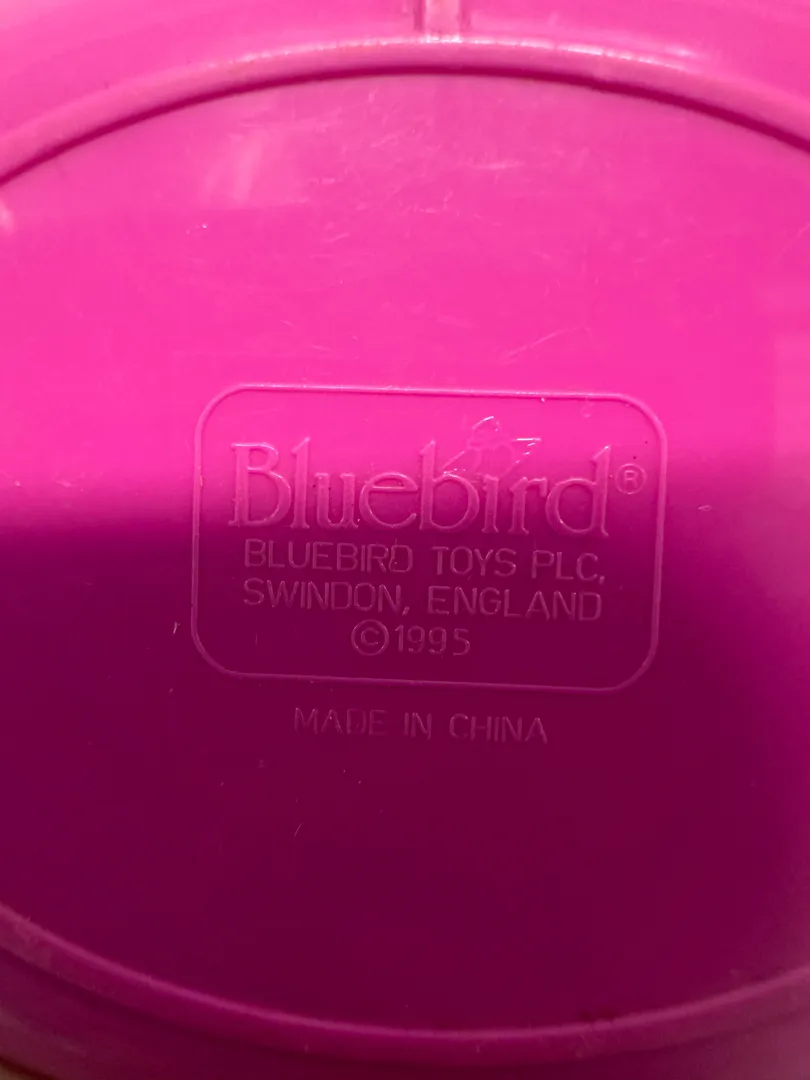 Bluebird®
BLUEBIRD TOYS PLC,
SWINDON, ENGLAND
©1995
MADE IN CHINA